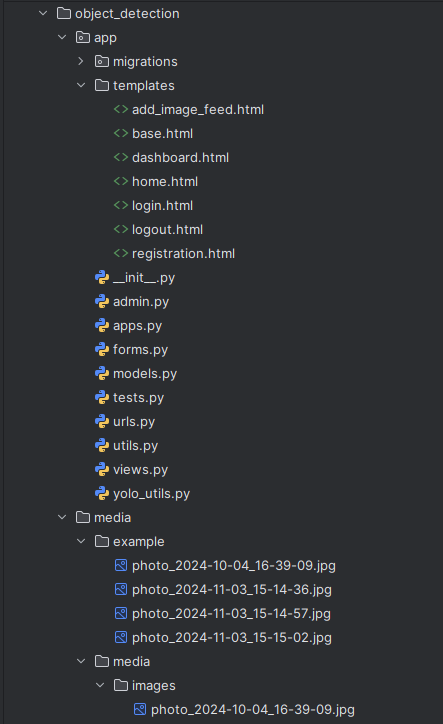 object_detection
app
migrations
templates
add_image_feed.html
base.html
dashboard.html
home.html
login.html
logout.html
registration.html
__init__.py
admin.py
apps.py
forms.py
models.py
tests.py
urls.py
utils.py
views.py
yolo_utils.py
media
example
photo_2024-10-04_16-39-09.jpg
photo_2024-11-03_15-14-36.jpg
photo_2024-11-03_15-14-57.jpg
photo_2024-11-03_15-15-02.jpg
media
images
photo_2024-10-04_16-39-09.jpg